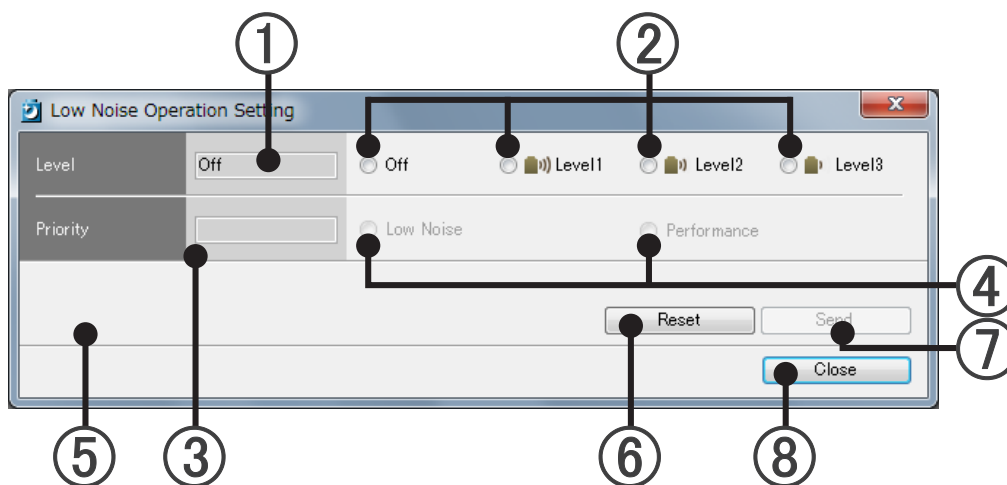 1 2
Low Noise Operation Setting
Level Off Off Level1 Level2 Level3
Priority Low Noise Performance
4
Reset Send
7
Close
5 3 6 8